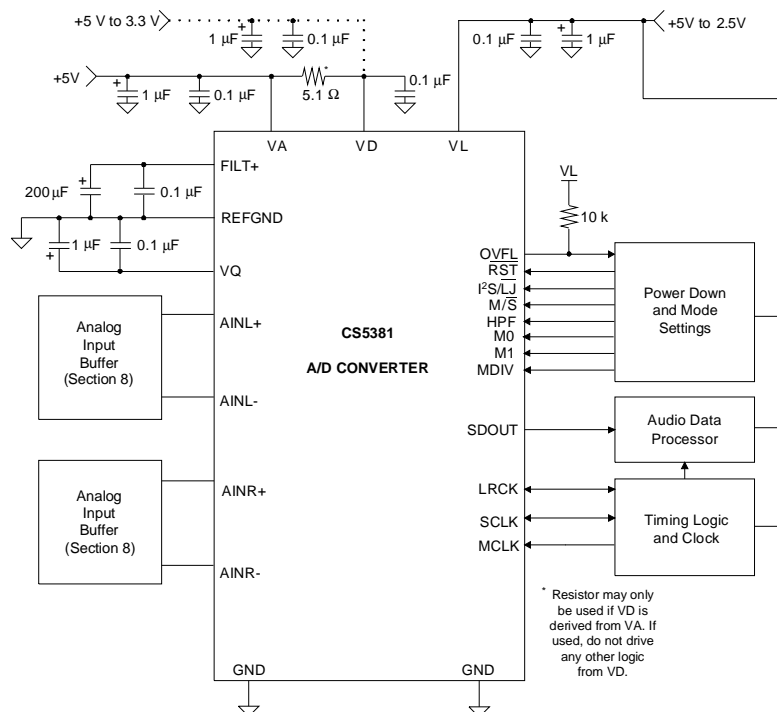 +5 V to 3.3 V
+
1 µF
0.1 µF
0.1 µF
+
1 µF
+5V to 2.5V
+5V
+
1 µF
0.1 µF
*
5.1 Ω
0.1 µF
VA
VD
VL
FILT+
200 µF
+
0.1 µF
REFGND
+
1 µF
0.1 µF
VQ
VL
10 k
OVFL
RST
I²S/LJ
M/S
HPF
M0
M1
MDIV
Power Down
and Mode
Settings
Analog
Input
Buffer
(Section 8)
AINL+
AINL-
CS5381
A/D CONVERTER
SDOUT
Audio Data
Processor
Analog
Input
Buffer
(Section 8)
AINR+
AINR-
LRCK
SCLK
MCLK
Timing Logic
and Clock
* Resistor may only
be used if VD is
derived from VA. If
used, do not drive
any other logic
from VD.
GND
GND